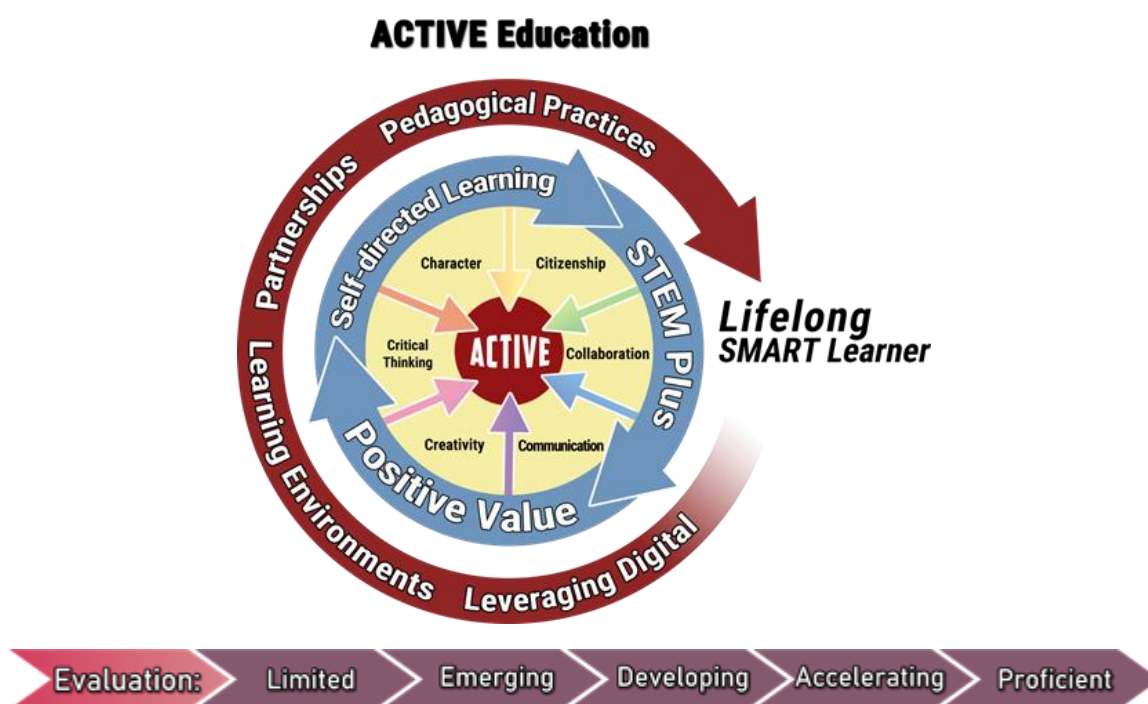 ACTIVE Education
Pedagogical Practices
Partnerships
Learning Environments
Leveraging Digital
Self-directed Learning
STEM Plus
Positive Value
Character
Citizenship
Critical
Thinking
ACTIVE
Collaboration
Creativity
Communication
Lifelong
SMART Learner
Evaluation:
Limited
Emerging
Developing
Accelerating
Proficient